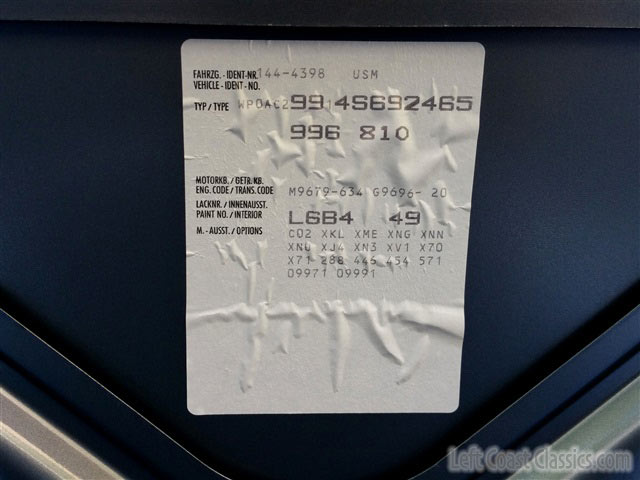 FAHRZG. - IDENT-NR. 144-4398 USM
VEHICLE - IDENT - NO.
TYP / TYPE WP0AC29914S692465
996 810
MOTORKB. / GETR. KB. M9679-634 G9696- 20
ENG. CODE / TRANS. CODE
LACKNR. / INNENAUSST. L6B4 49
PAINT NO. / INTERIOR
M. - AUSST. / OPTIONS C02 XKL XME XNG XNN
XNU XJ4 XN3 XV1 X70
X71 288 446 454 571
09971 09991
Left Coast Classics.com